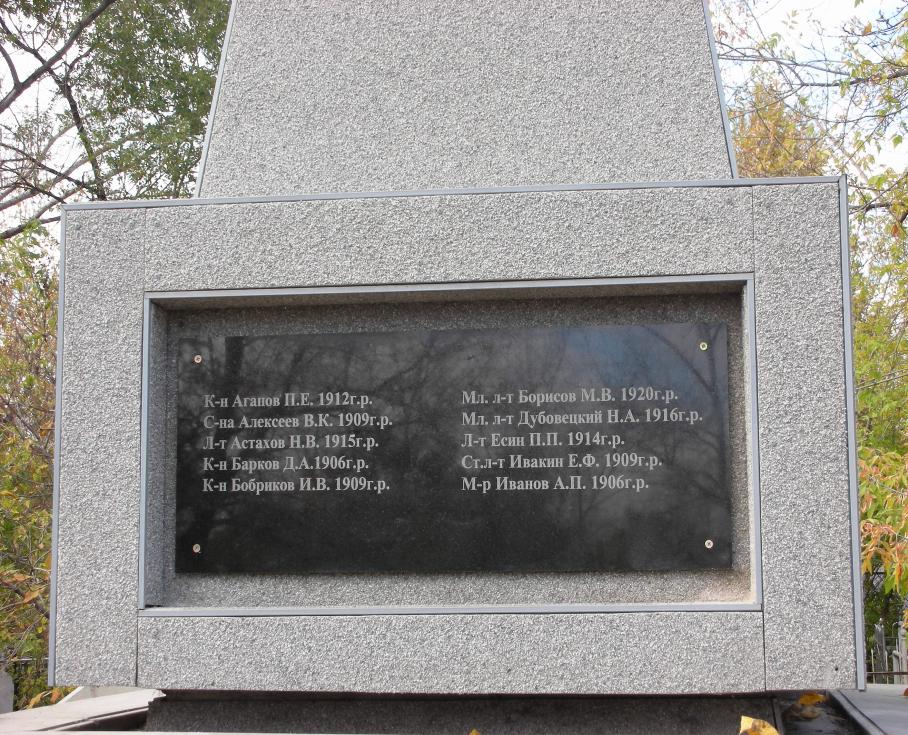 К-н Агапов П.Е. 1912г.р.
С-на Алексеев В.К. 1909г.р.
Л-т Астахов Н.В. 1915г.р.
К-н Барков Д.А.1906г.р.
К-н Бобриков И.В. 1909г.р.
Мл. л-т Борисов М.В. 1920г.р.
Мл. л-т Дубовецкий Н.А. 1916г.р.
Л-т Есин П.П. 1914г.р.
Ст.л-т Ивакин Е.Ф. 1909г.р.
М-р Иванов А.П. 1906г.р.